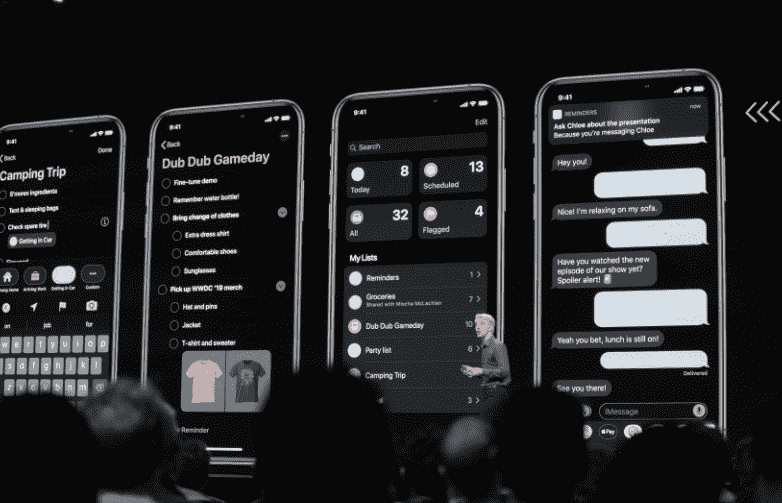 9:41
Back
Done
Camping Trip
S'mores ingredients
Tent & sleeping bags
Check spare tire
Getting in Car
Getting in Car
Custom
on
job
for
w e r t y u i o p
s d f g h j k l
z x c v b n m
9:41
Back
Dub Dub Gameday
Fine-tune demo
Remember water bottle!
Bring change of clothes
Extra dress shirt
Comfortable shoes
Sunglasses
Pick up WWDC '19 merch
Hat and pins
Jacket
T-shirt and sweater
Reminder
9:41
Edit
Search
Today
8
Scheduled
13
All
32
Flagged
4
My Lists
Reminders
1
Groceries
7
Shared with Mischa McLachlan
Dub Dub Gameday
10
Party list
6
Camping Trip
3
9:41
REMINDERS
now
Ask Chloe about the presentation
Because you're messaging Chloe
Hey you!
Nice! I'm relaxing on my sofa.
Have you watched the new
episode of our show yet?
Spoiler alert!
Yeah you bet, lunch is still on!
Delivered
See you there!
iMessage
Pay